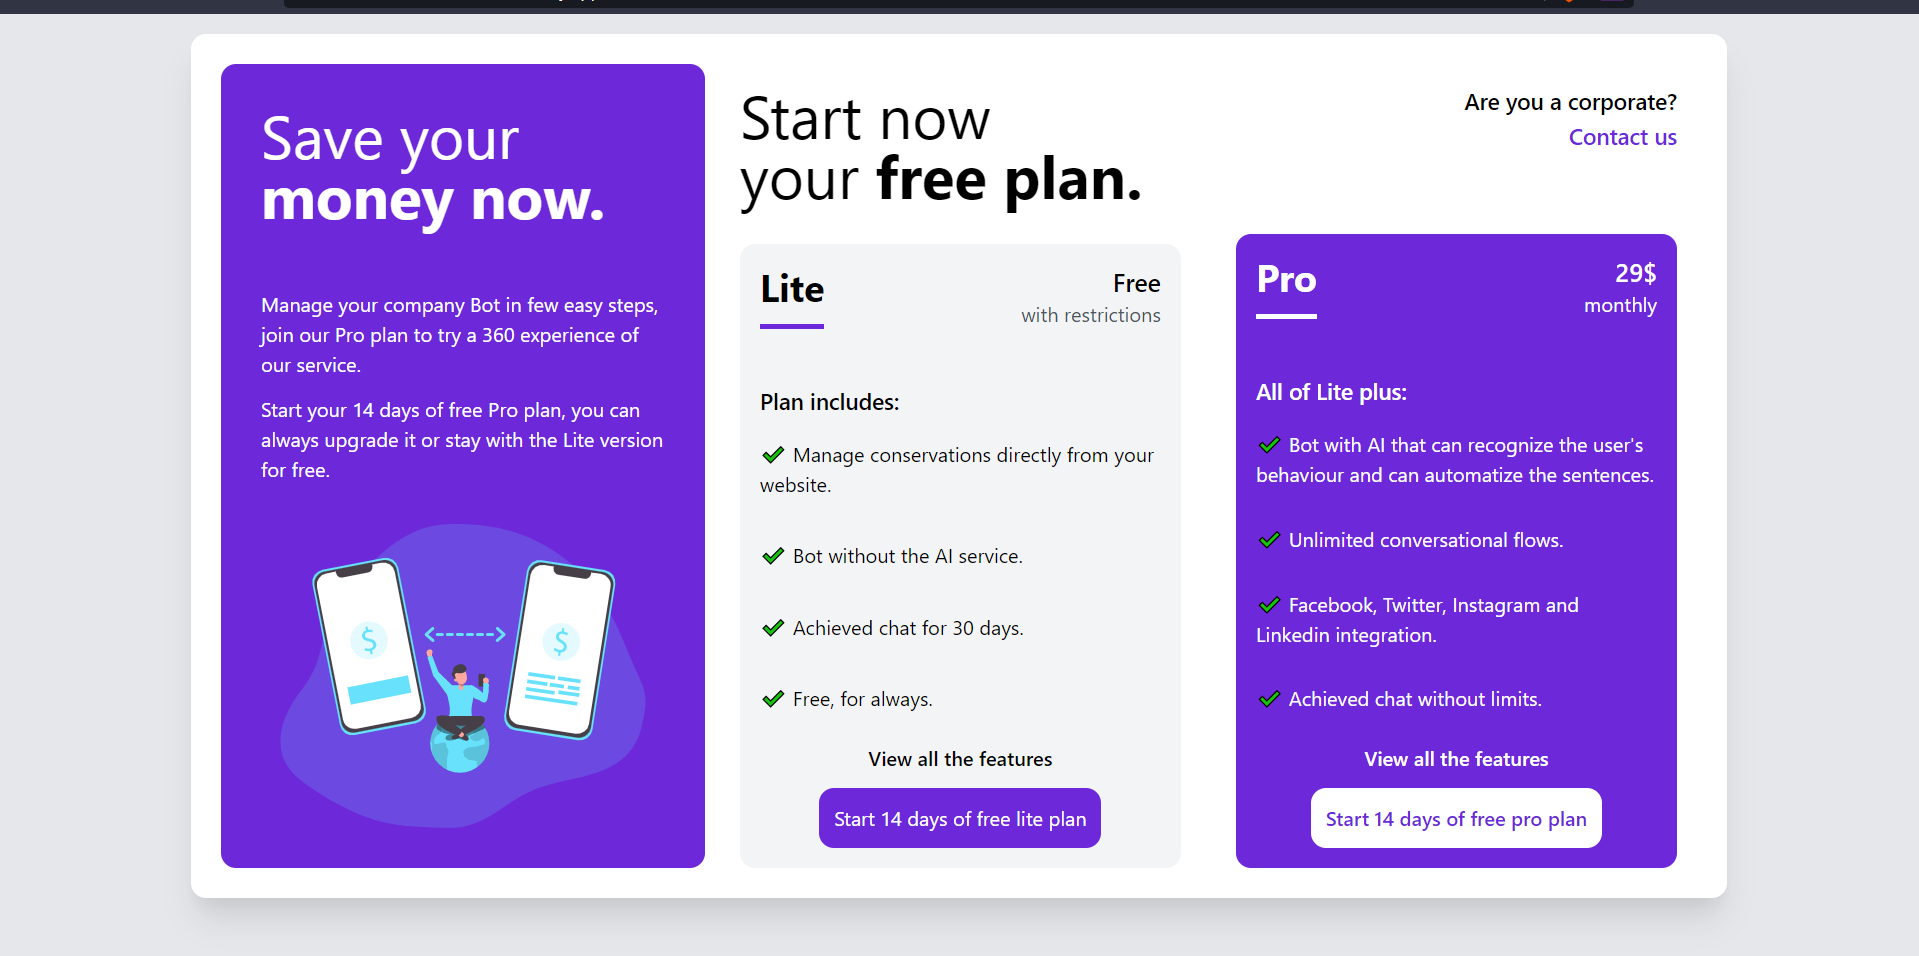 Save your
money now.
Manage your company Bot in few easy steps,
join our Pro plan to try a 360 experience of
our service.
Start your 14 days of free Pro plan, you can
always upgrade it or stay with the Lite version
for free.
$
$
Start now
your free plan.
Are you a corporate?
Contact us
Lite
Free
with restrictions
Plan includes:
Manage conservations directly from your
website.
Bot without the AI service.
Achieved chat for 30 days.
Free, for always.
View all the features
Start 14 days of free lite plan
Pro
29$
monthly
All of Lite plus:
Bot with AI that can recognize the user's
behaviour and can automatize the sentences.
Unlimited conversational flows.
Facebook, Twitter, Instagram and
Linkedin integration.
Achieved chat without limits.
View all the features
Start 14 days of free pro plan